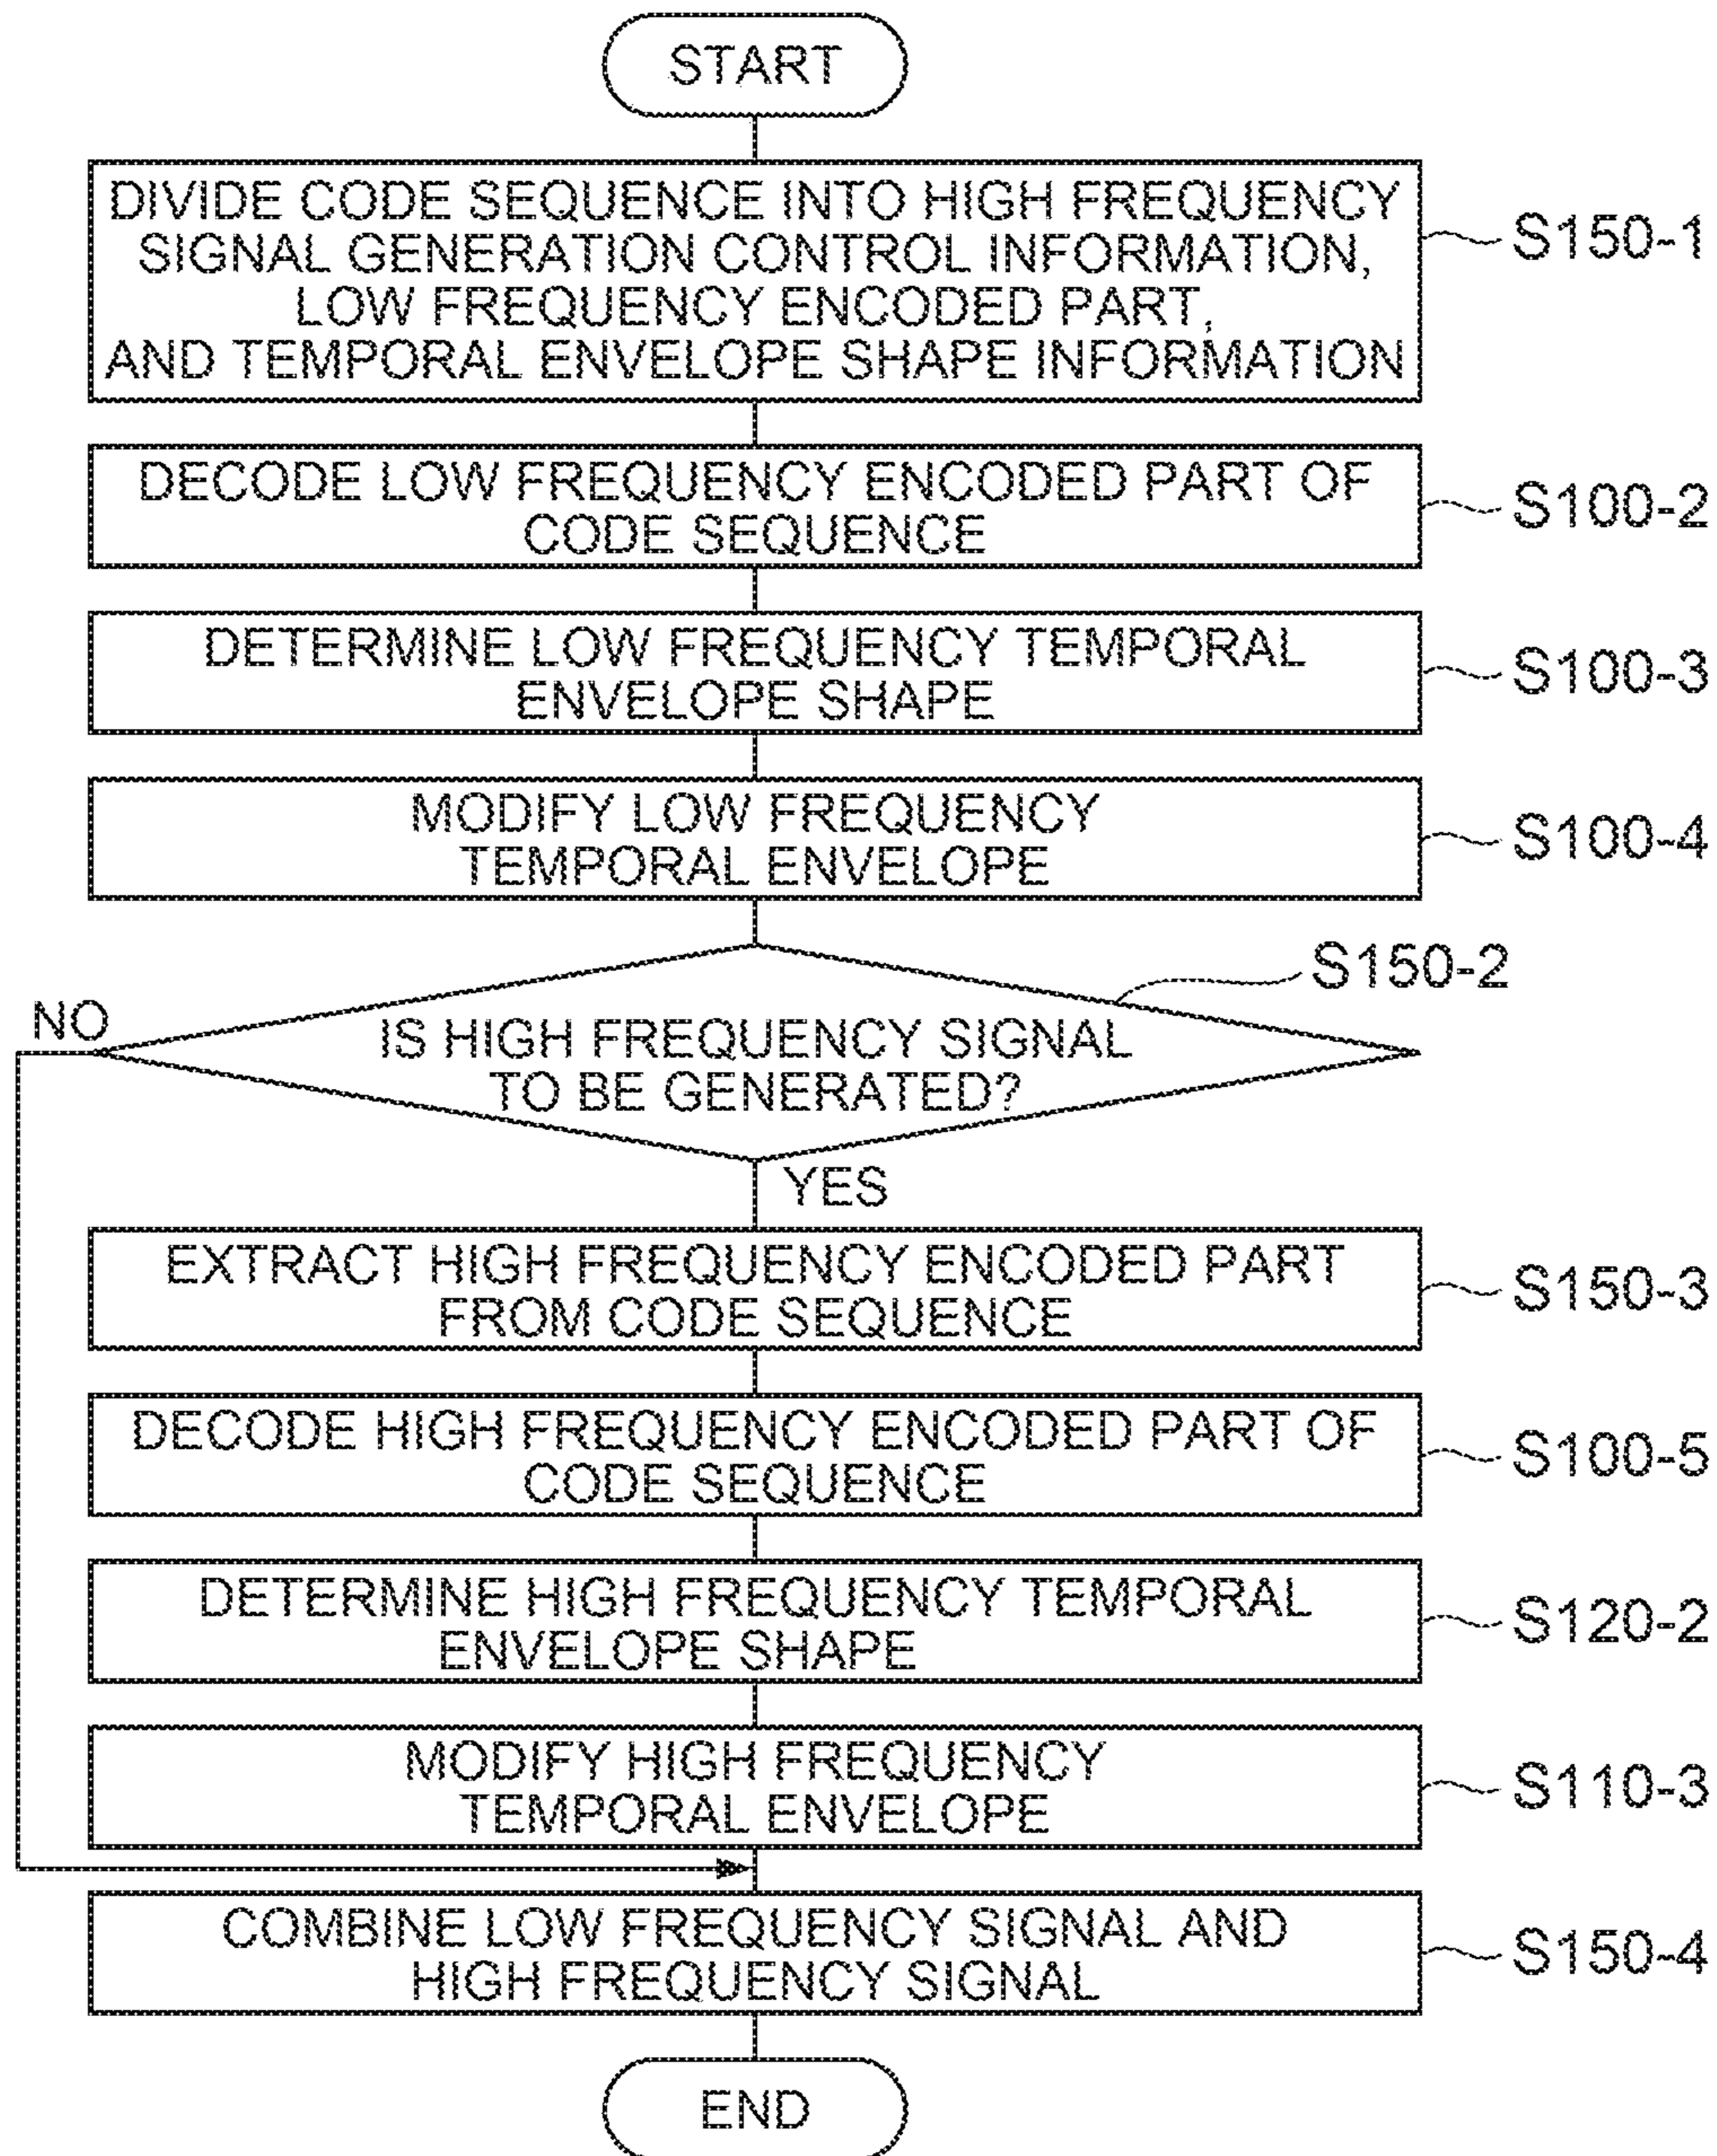 START
DIVIDE CODE SEQUENCE INTO HIGH FREQUENCY
SIGNAL GENERATION CONTROL INFORMATION,
LOW FREQUENCY ENCODED PART,
AND TEMPORAL ENVELOPE SHAPE INFORMATION
S150-1
DECODE LOW FREQUENCY ENCODED PART OF
CODE SEQUENCE
S100-2
DETERMINE LOW FREQUENCY TEMPORAL
ENVELOPE SHAPE
S100-3
MODIFY LOW FREQUENCY
TEMPORAL ENVELOPE
S100-4
S150-2
NO
IS HIGH FREQUENCY SIGNAL
TO BE GENERATED?
YES
EXTRACT HIGH FREQUENCY ENCODED PART
FROM CODE SEQUENCE
S150-3
DECODE HIGH FREQUENCY ENCODED PART OF
CODE SEQUENCE
S100-5
DETERMINE HIGH FREQUENCY TEMPORAL
ENVELOPE SHAPE
S120-2
MODIFY HIGH FREQUENCY
TEMPORAL ENVELOPE
S110-3
COMBINE LOW FREQUENCY SIGNAL AND
HIGH FREQUENCY SIGNAL
S150-4
END